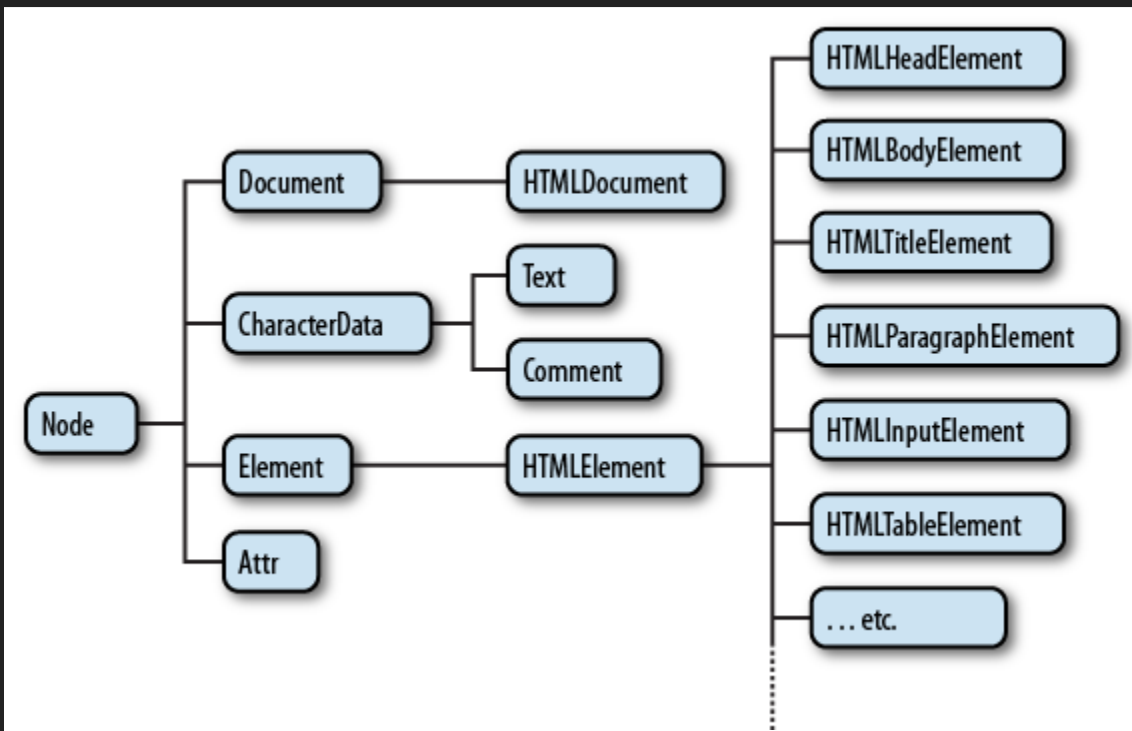 HTMLHeadElement
HTMLBodyElement
Document
HTMLDocument
HTMLTitleElement
Text
CharacterData
HTMLParagraphElement
Comment
Node
HTMLInputElement
Element
HTMLElement
HTMLTableElement
Attr
. . . etc.